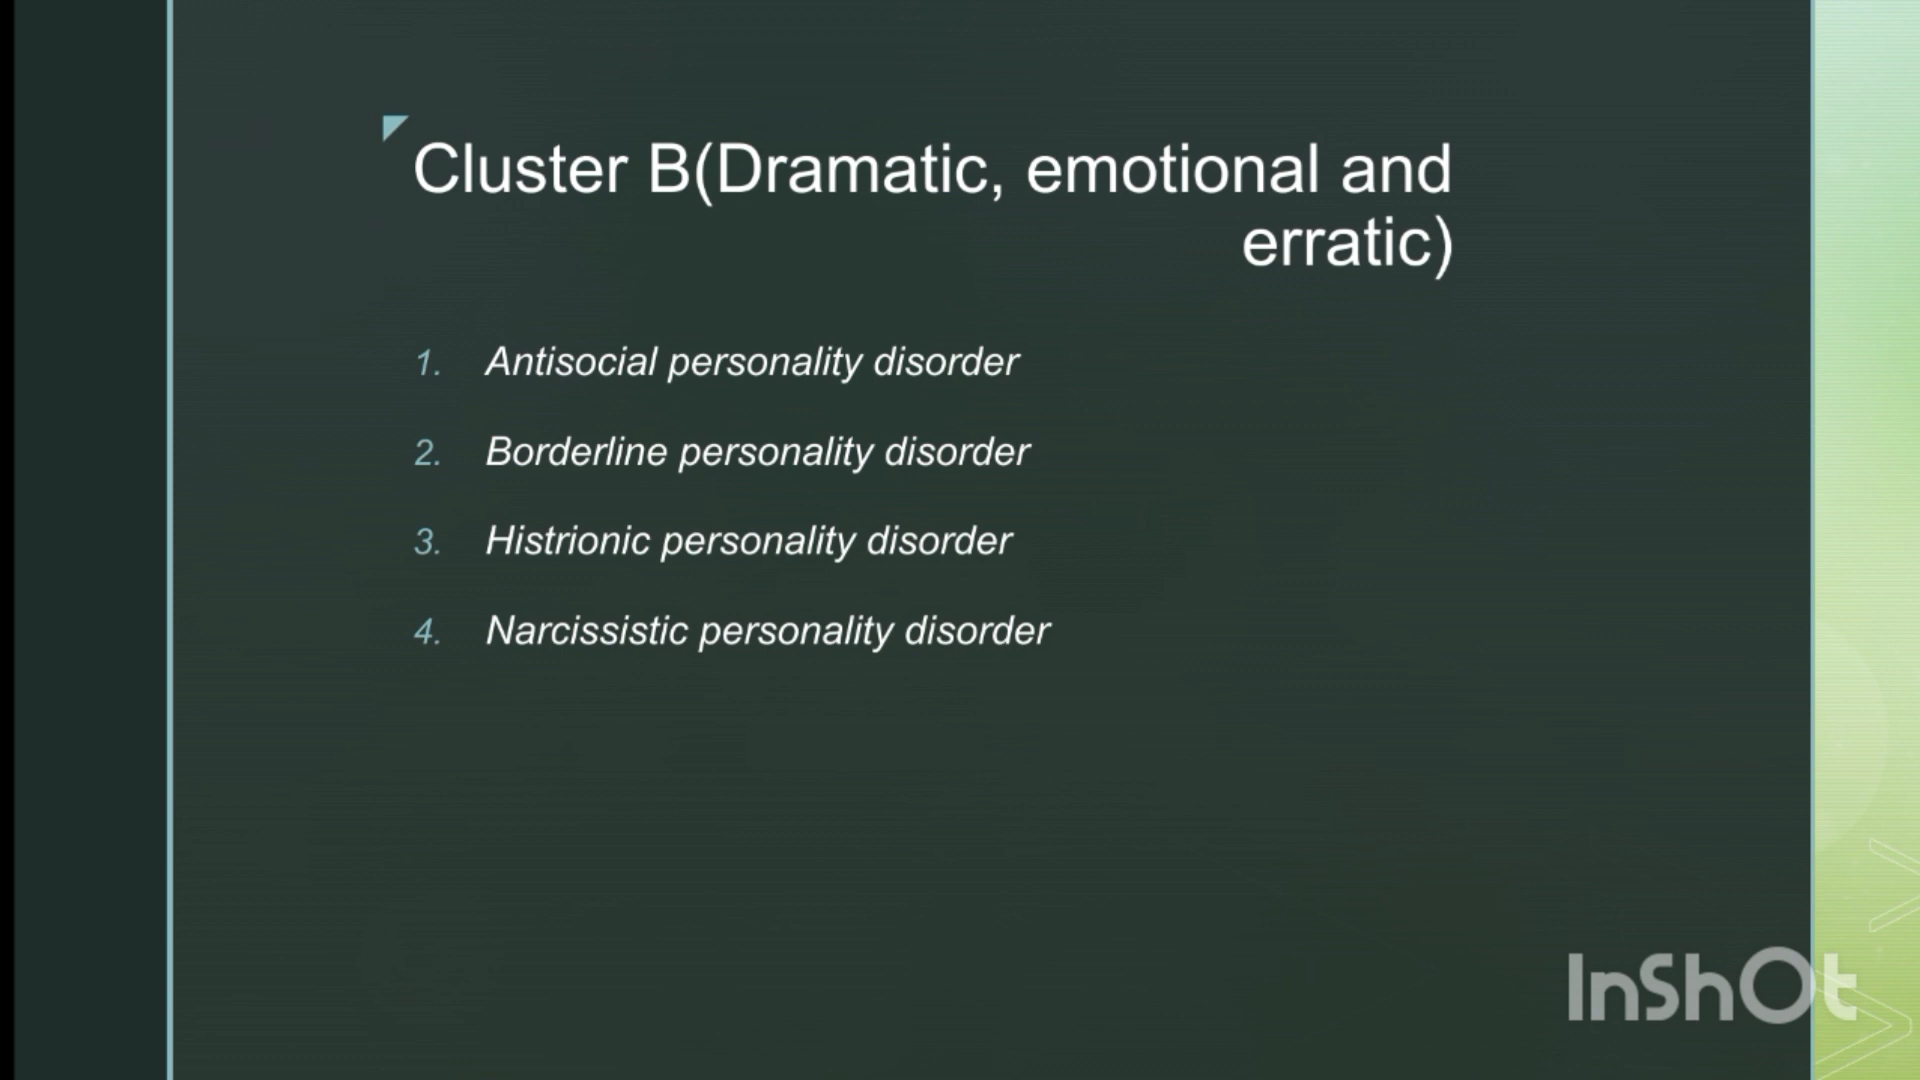 Cluster B(Dramatic, emotional and
erratic)
1. Antisocial personality disorder
2. Borderline personality disorder
3. Histrionic personality disorder
4. Narcissistic personality disorder
InShOt